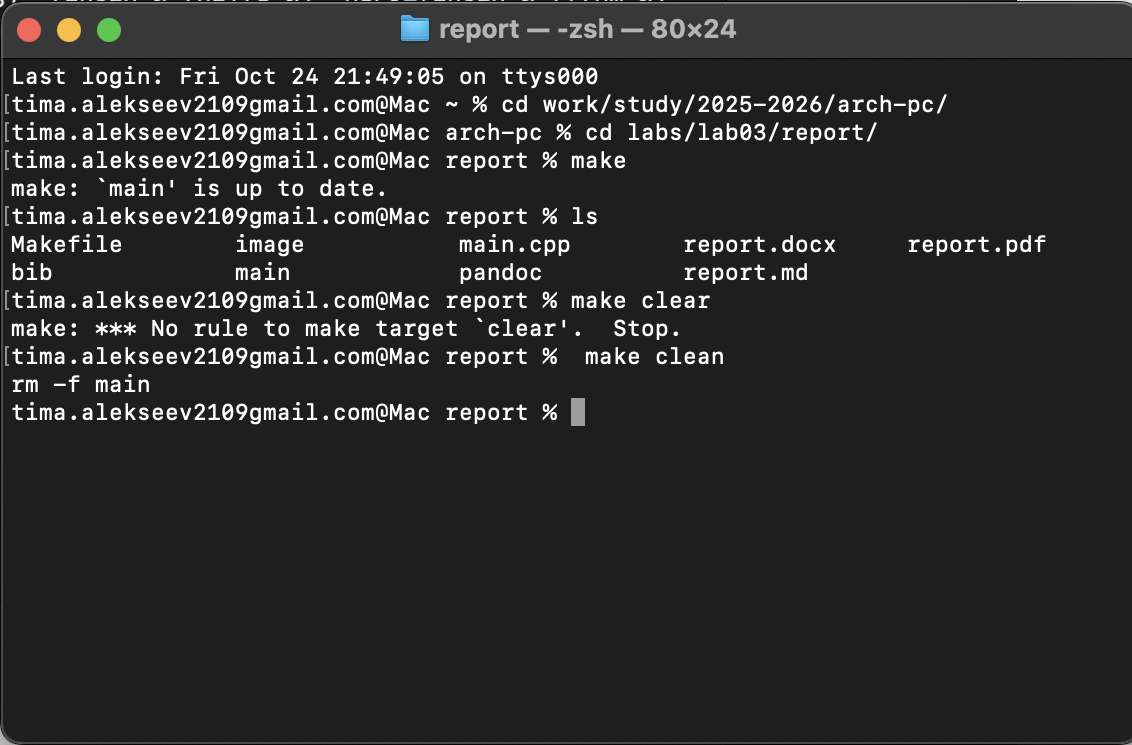 report — -zsh — 80×24
Last login: Fri Oct 24 21:49:05 on ttys000
[tima.alekseev2109gmail.com@Mac ~ % cd work/study/2025-2026/arch-pc/
[tima.alekseev2109gmail.com@Mac arch-pc % cd labs/lab03/report/
[tima.alekseev2109gmail.com@Mac report % make
make: `main' is up to date.
[tima.alekseev2109gmail.com@Mac report % ls
Makefile        image           main.cpp        report.docx     report.pdf
bib             main            pandoc          report.md
[tima.alekseev2109gmail.com@Mac report % make clear
make: *** No rule to make target `clear'.  Stop.
[tima.alekseev2109gmail.com@Mac report %  make clean
rm -f main
tima.alekseev2109gmail.com@Mac report %